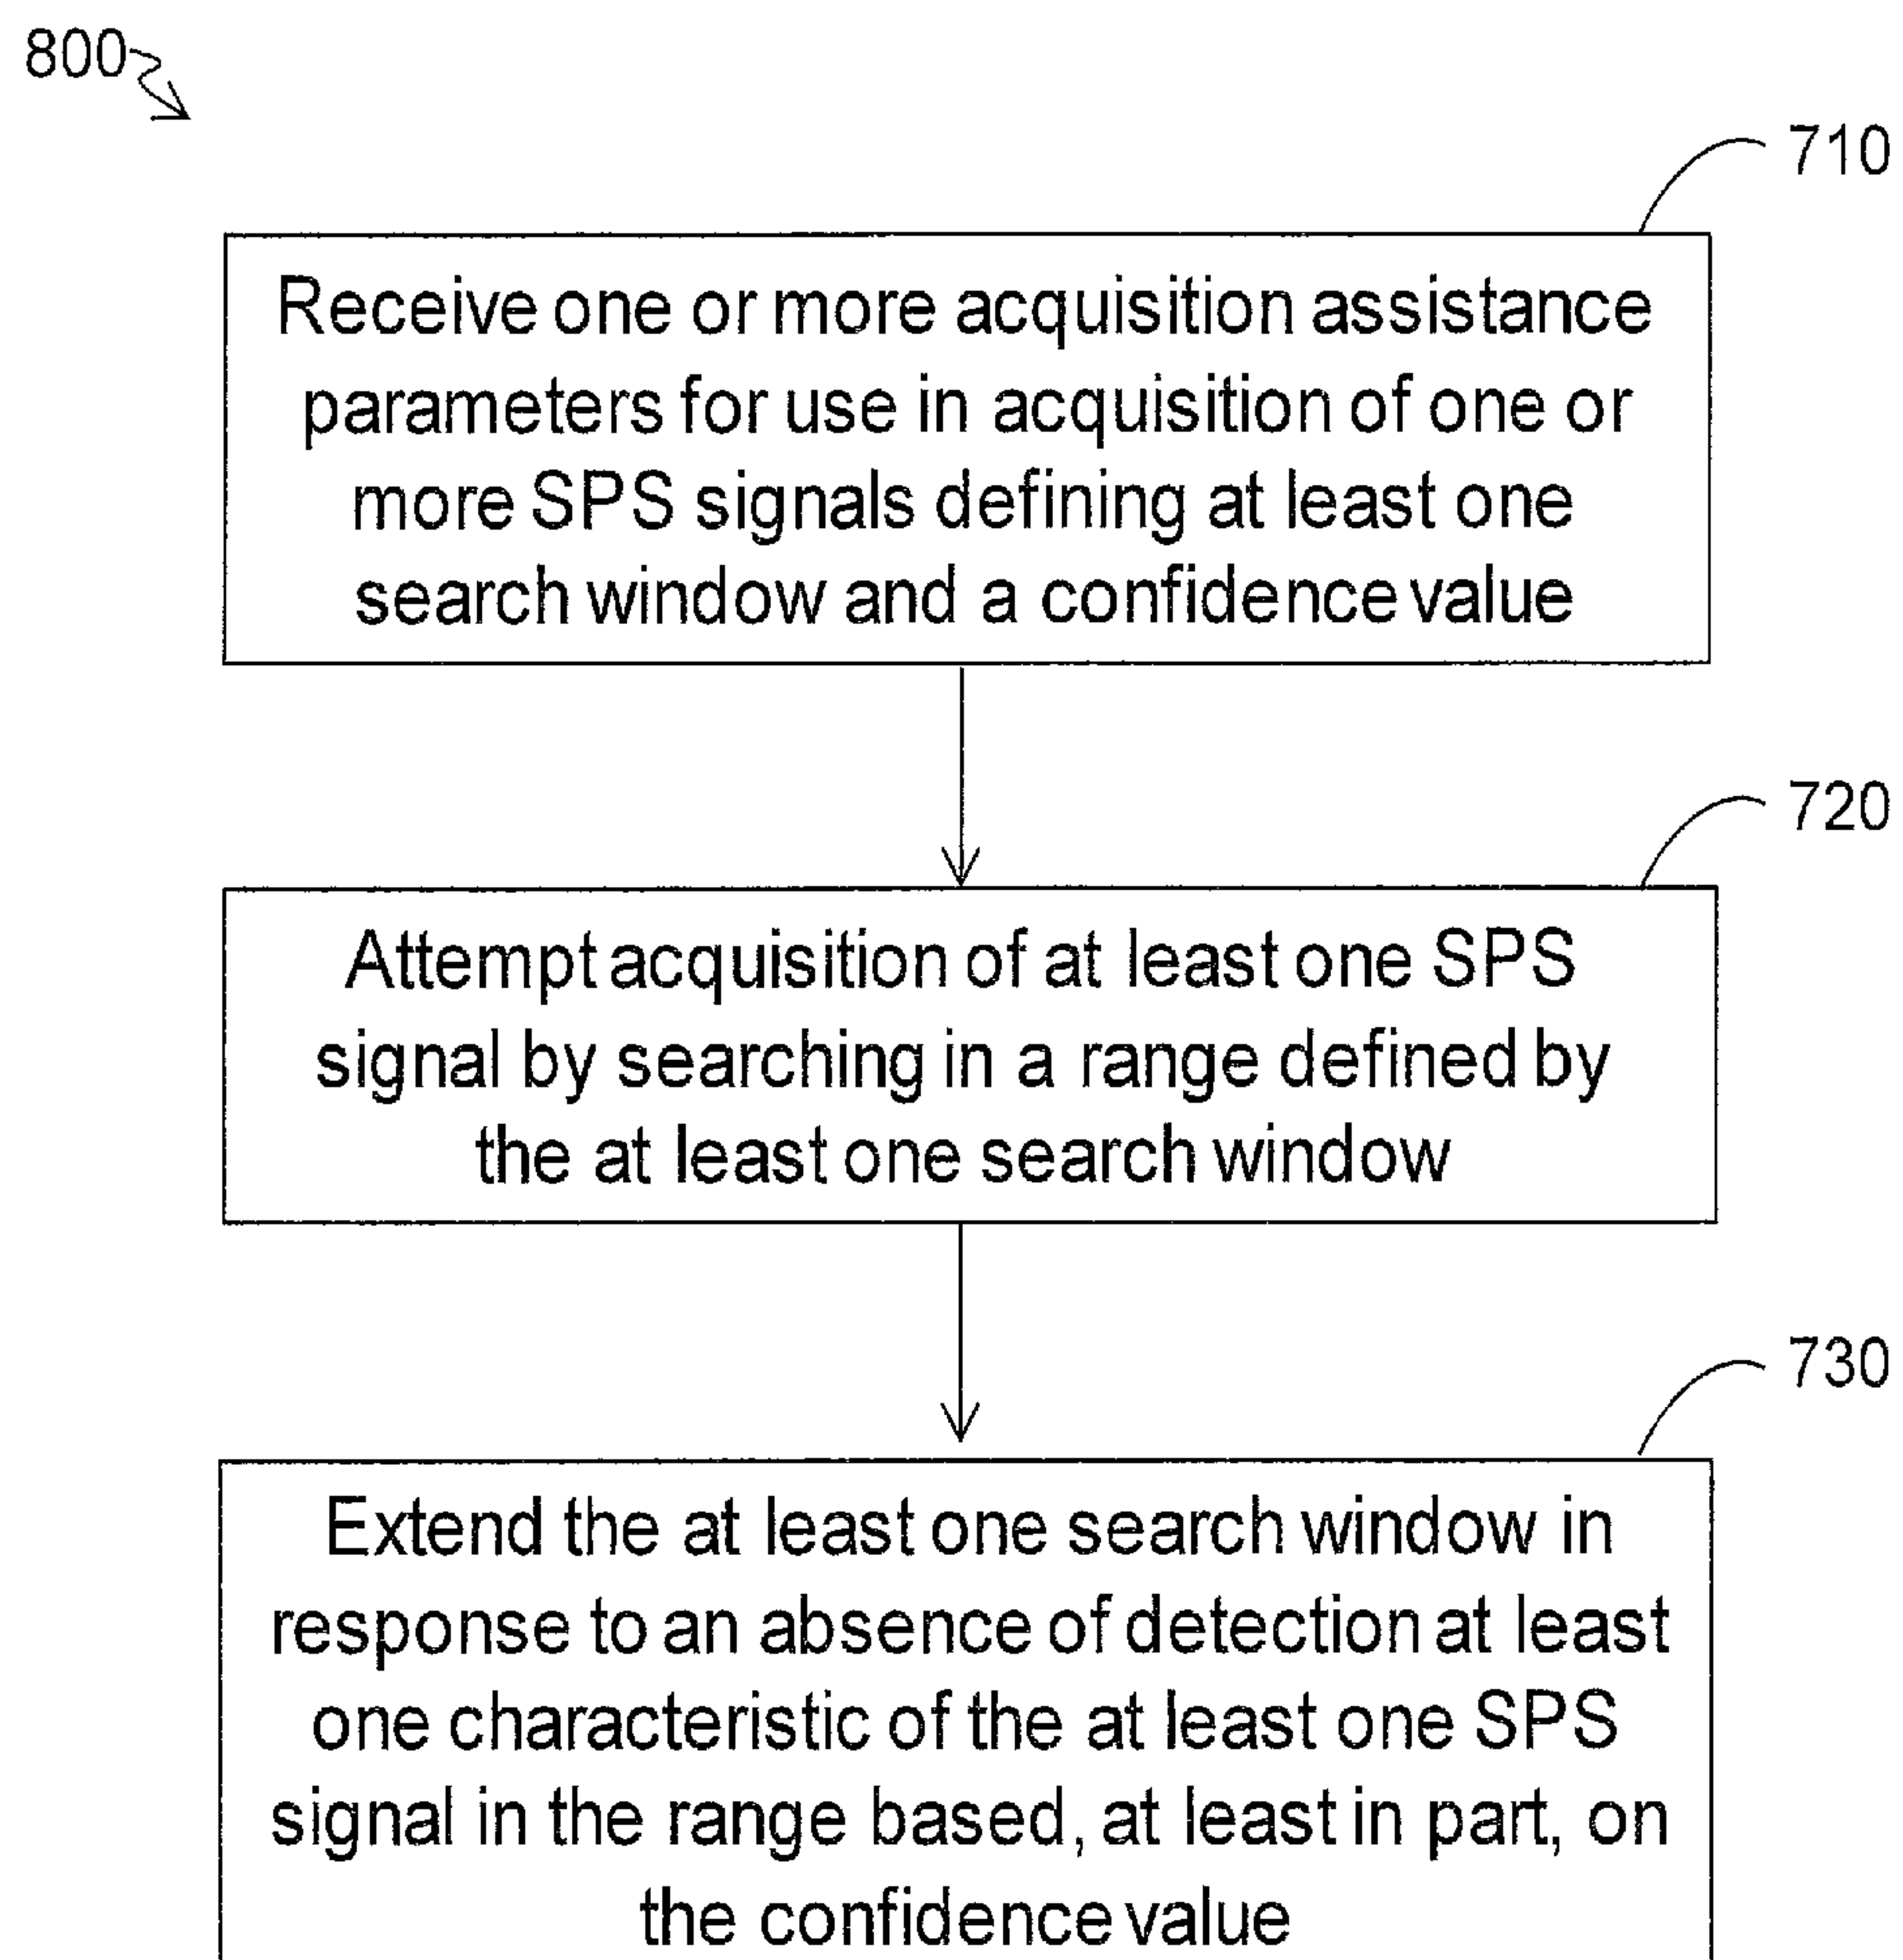 800
710
Receive one or more acquisition assistance
parameters for use in acquisition of one or
more SPS signals defining at least one
search window and a confidence value
720
Attempt acquisition of at least one SPS
signal by searching in a range defined by
the at least one search window
730
Extend the at least one search window in
response to an absence of detection at least
one characteristic of the at least one SPS
signal in the range based, at least in part, on
the confidence value